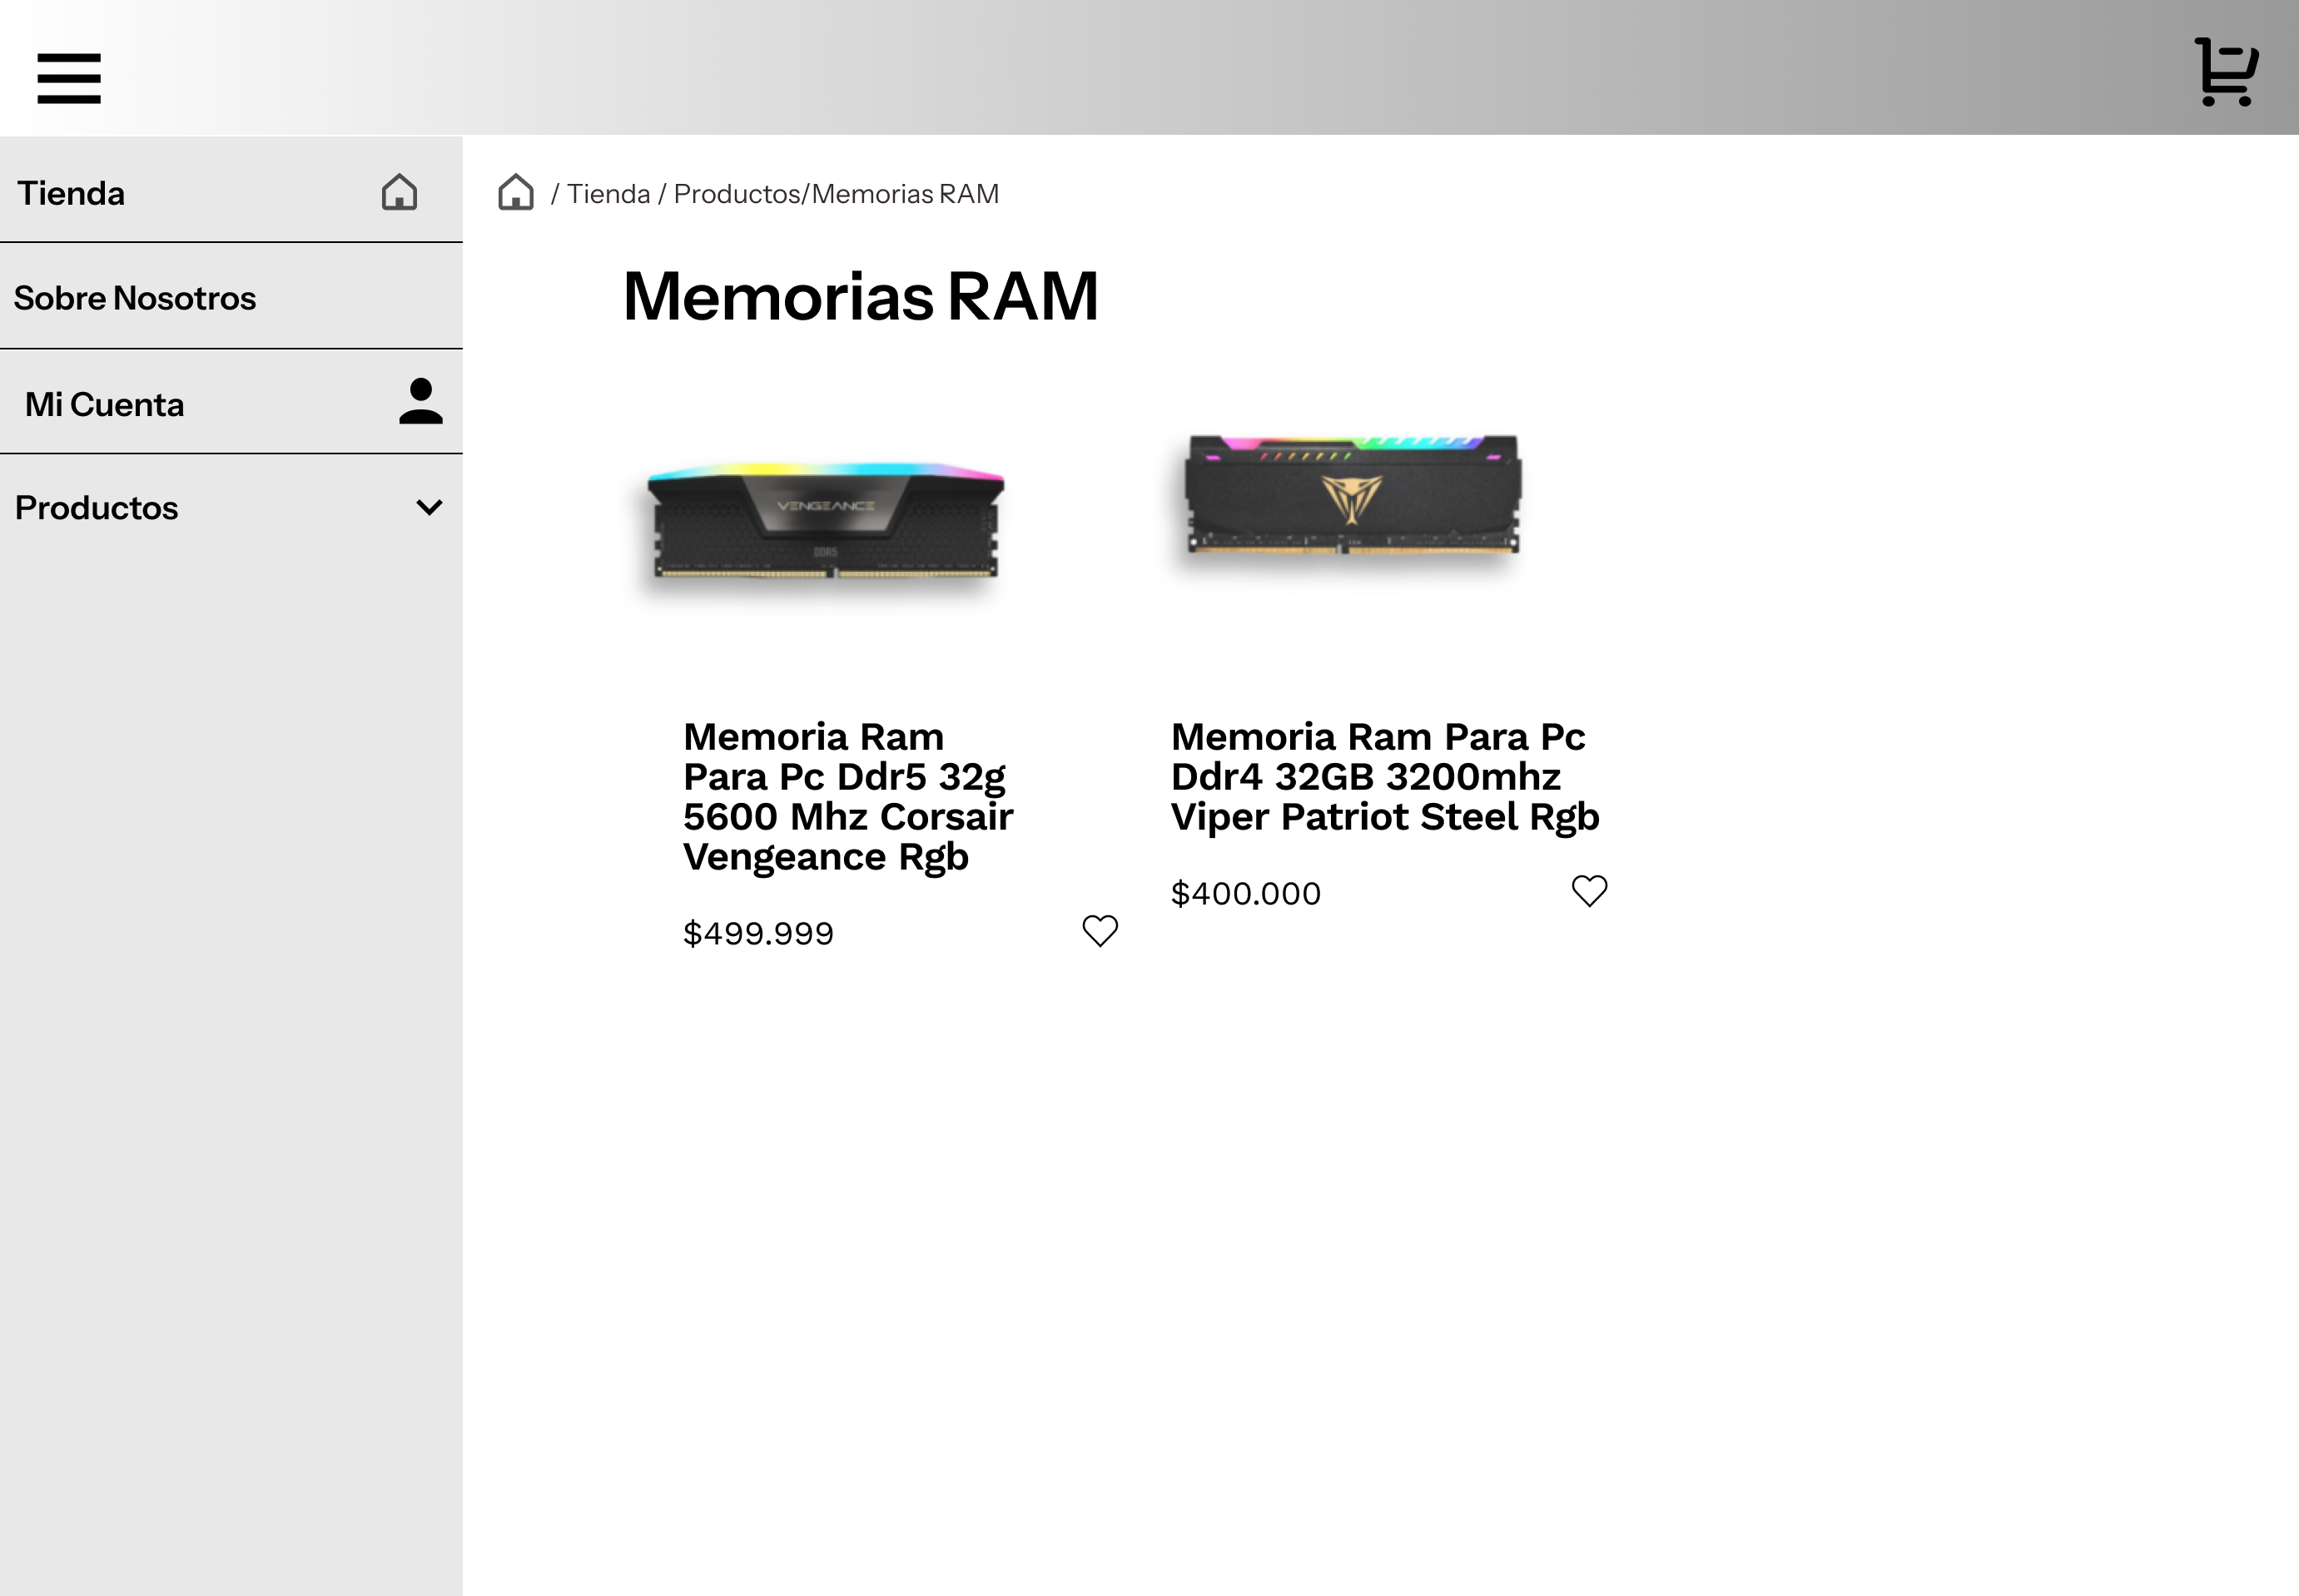 Tienda
/ Tienda / Productos/Memorias RAM
Sobre Nosotros
Memorias RAM
Mi Cuenta
Productos
VENGEANCE
DDR5
Memoria Ram
Para Pc Ddr5 32g
5600 Mhz Corsair
Vengeance Rgb
$499.999
Memoria Ram Para Pc
Ddr4 32GB 3200mhz
Viper Patriot Steel Rgb
$400.000